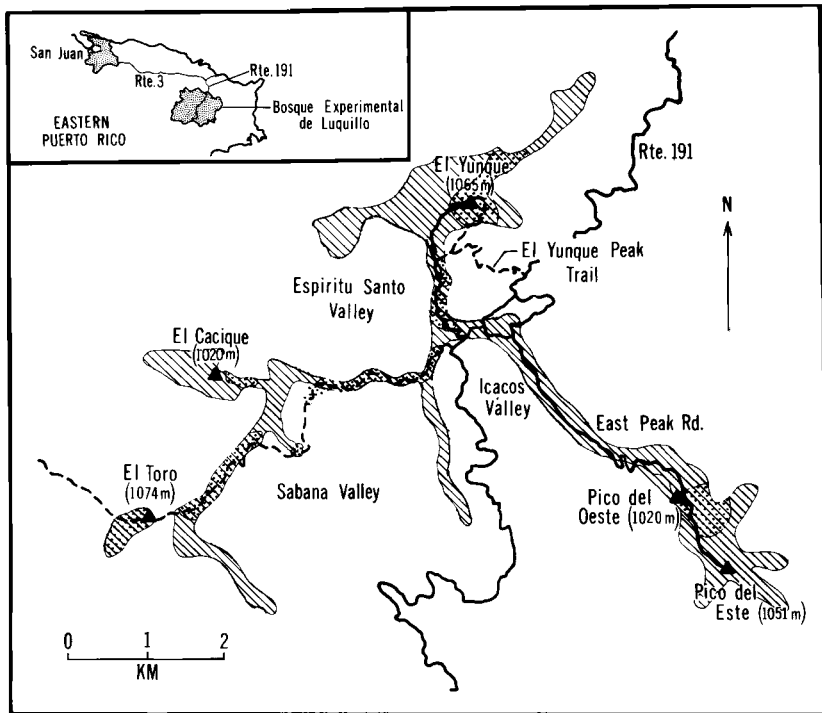 San Juan
Rte. 3
Rte. 191
Bosque Experimental
de Luquillo
EASTERN
PUERTO RICO
El Yunque
(1065m)
Rte. 191
N
El Yunque Peak
Trail
Espiritu Santo
Valley
El Cacique
(1020m)
Icacos
Valley
East Peak Rd.
El Toro
(1074m)
Sabana Valley
Pico del
Oeste (1020m)
Pico del
Este (1051m)
0 1 2
KM